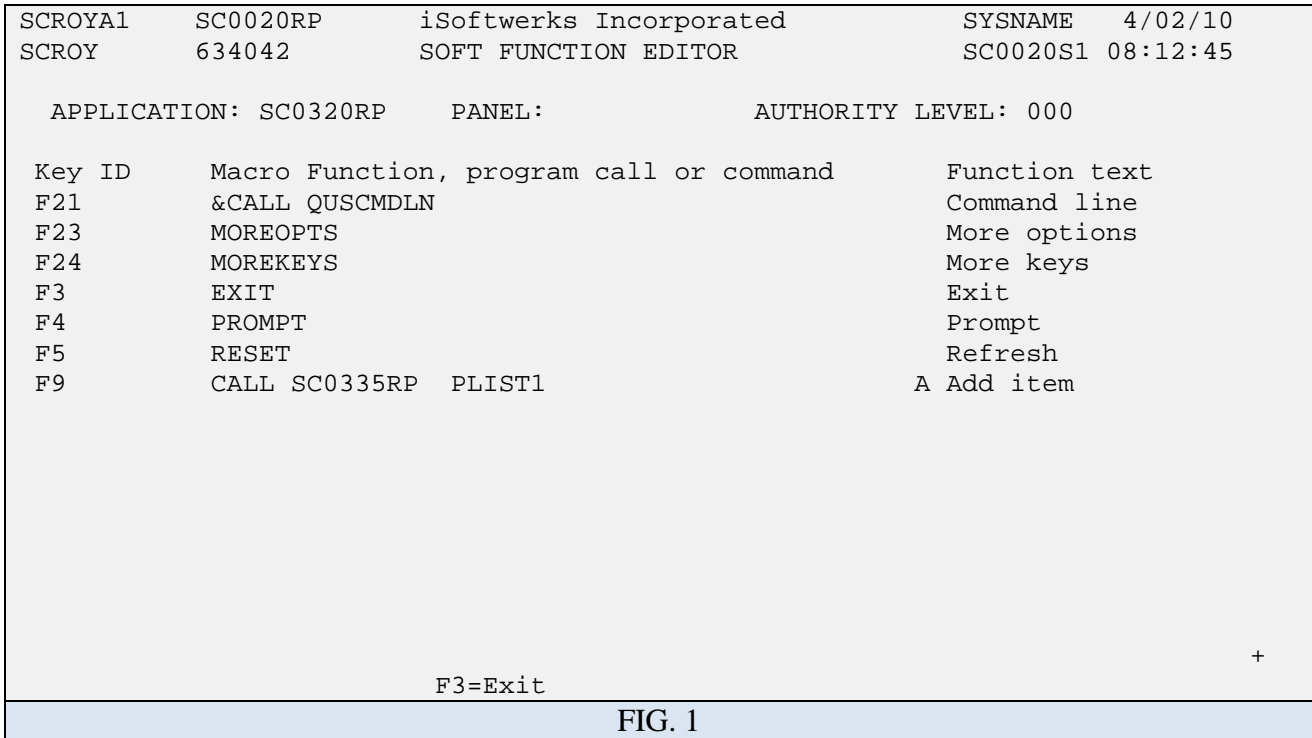 SCROYA1 SC0020RP iSoftwerks Incorporated SYSNAME 4/02/10
SCROY 634042 SOFT FUNCTION EDITOR SC0020S1 08:12:45
APPLICATION: SC0320RP PANEL: AUTHORITY LEVEL: 000
Key ID Macro Function, program call or command Function text
F21 &CALL QUSCMDLN Command line
F23 MOREOPTS More options
F24 MOREKEYS More keys
F3 EXIT Exit
F4 PROMPT Prompt
F5 RESET Refresh
F9 CALL SC0335RP PLIST1 A Add item
+
F3=Exit
FIG. 1